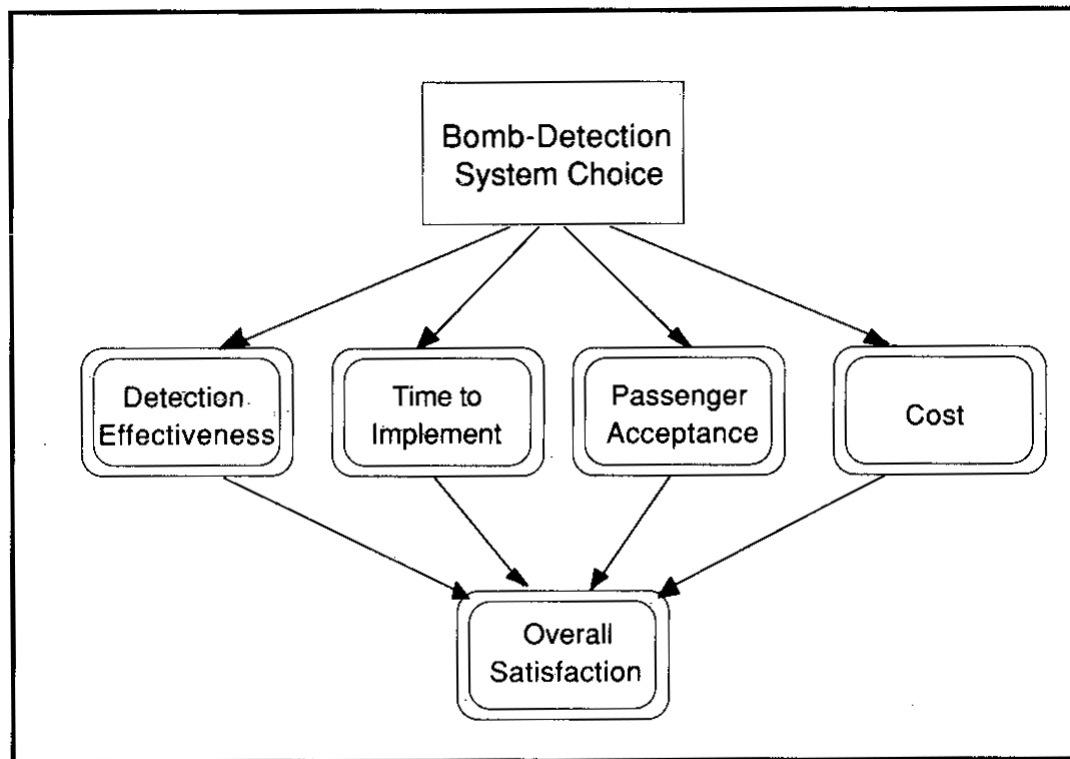 Bomb-Detection
System Choice
Detection
Effectiveness
Time to
Implement
Passenger
Acceptance
Cost
Overall
Satisfaction